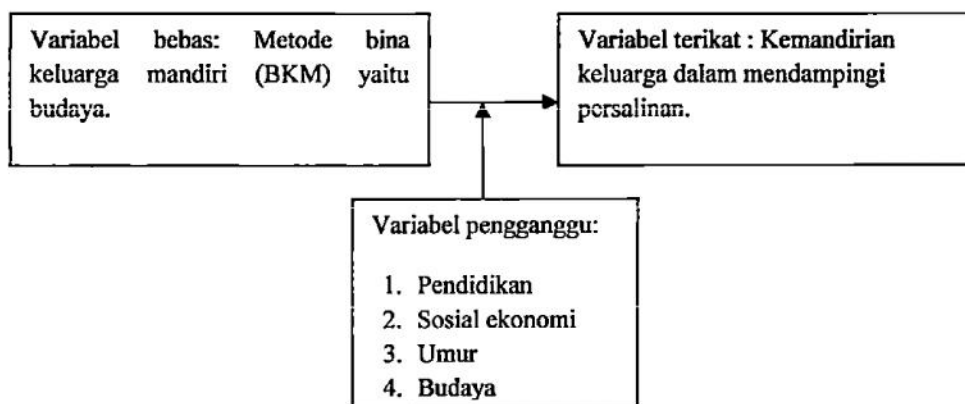 Variabel bebas: Metode bina
keluarga mandiri (BKM) yaitu
budaya.
Variabel terikat : Kemandirian
keluarga dalam mendampingi
persalinan.
Variabel pengganggu:
1. Pendidikan
2. Sosial ekonomi
3. Umur
4. Budaya